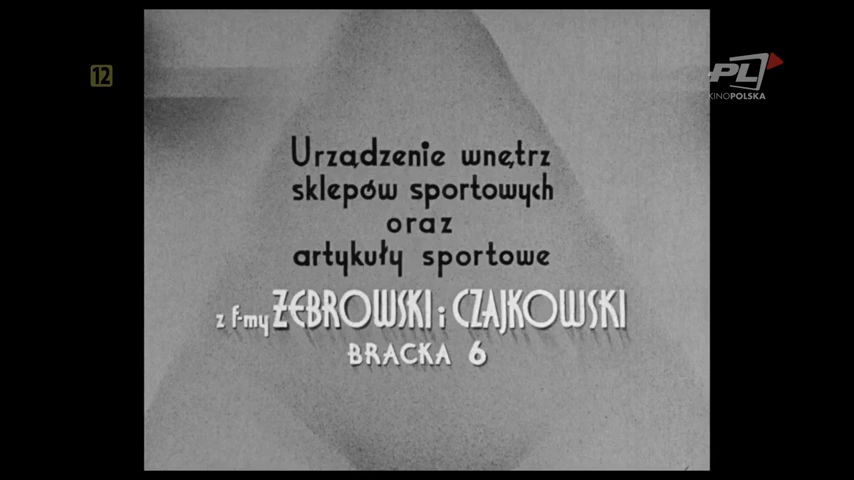 12
PL
KINOPOLSKA
Urządzenie wnętrz
sklepów sportowych
oraz
artykuły sportowe
z f-my ŻEBROWSKI i CZAJKOWSKI
BRACKA 6